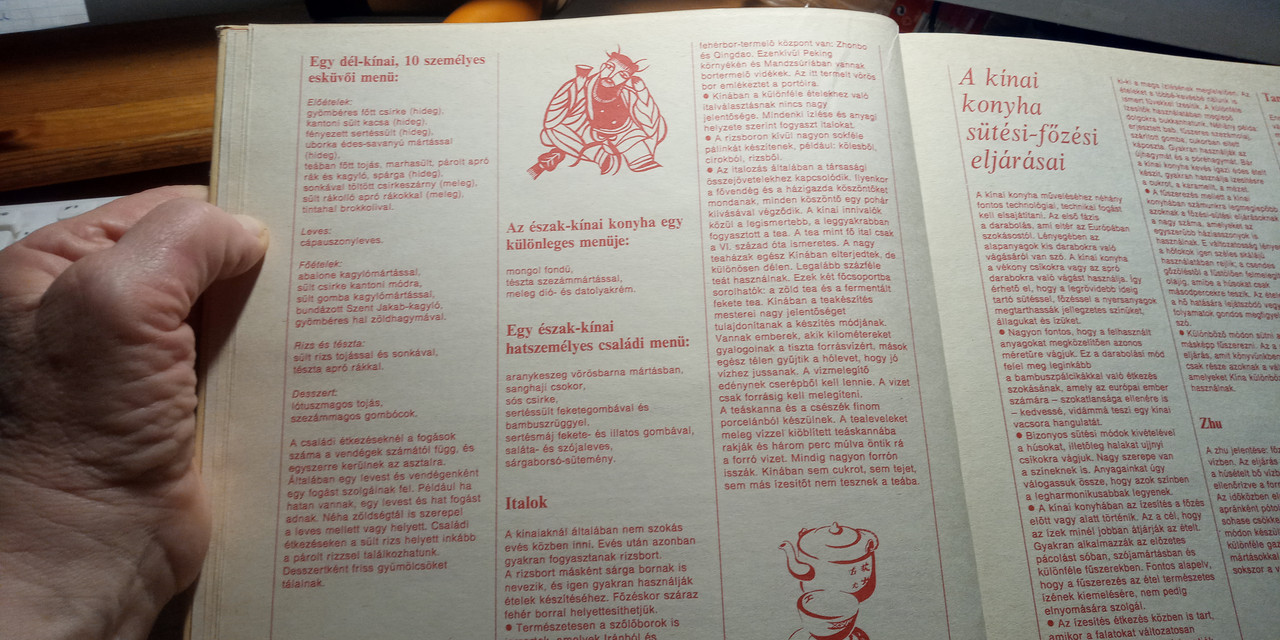 Egy dél-kínai, 10 személyes
esküvői menü:
Előételek:
gyömbéres főtt csirke (hideg),
kantoni sült kacsa (hideg),
fényezett sertéssült (hideg),
uborka édes-savanyú mártással
(hideg),
teában főtt tojás, marhasült, párolt apró
rák és kagyló, spárga (hideg),
sonkával töltött csirkeszárny (meleg),
sült rákolló apró rákokkal (meleg),
tintahal brokkolival.
Leves:
cápauszonyleves.
Főételek:
abalone kagylómártással,
sült csirke kantoni módra,
sült gomba kagylómártással,
bundázott Szent Jakab-kagyló,
gyömbéres hal zöldhagymával.
Rizs és tészta:
sült rizs tojással és sonkával,
tészta apró rákkal.
Desszert:
lótuszmagos tojás,
szezámmagos gombócok.
A családi étkezéseknél a fogások
száma a vendégek számától függ, és
egyszerre kerülnek az asztalra.
Általában egy levest és vendégenként
egy fogást szolgálnak fel. Például ha
hatan vannak, egy levest és hat fogást
adnak. Néha zöldségtál is szerepel
a leves mellett vagy helyett. Családi
étkezéseken a sült rizs helyett inkább
a párolt rizzsel találkozhatunk.
Desszertként friss gyümölcsöket
tálalnak.
Az észak-kínai konyha egy
különleges menüje:
mongol fondü,
tészta szezámmártással,
meleg dió- és datolyakrém.
Egy észak-kínai
hatszemélyes családi menü:
aranykeszeg vörösbarna mártásban,
sanghaji csokor,
sós csirke,
sertéssült feketegombával és
bambuszrüggyel,
sertésmáj fekete- és illatos gombával,
saláta- és szójaleves,
sárgaborsó-sütemény.
Italok
A kínaiaknál általában nem szokás
evés közben inni. Evés után azonban
gyakran fogyasztanak rizsbort.
A rizsbort másként sárga bornak is
nevezik, és igen gyakran használják
ételek készítéséhez. Főzéskor száraz
fehér borral helyettesíthetjük.
● Természetesen a szőlőborok is
fehérbor-termelő központ van: Zhonbo
és Qingdao. Ezenkívül Peking
környékén és Mandzsúriában vannak
bortermelő vidékek. Az itt termelt vörös
bor emlékeztet a portóira.
● Kínában a különféle ételekhez való
italválasztásnak nincs nagy
jelentősége. Mindenki ízlése és anyagi
helyzete szerint fogyaszt italokat.
● A rizsboron kívül nagyon sokféle
pálinkát készítenek, például: kölesből,
cirokból, rizsből.
● Az italozás általában a társasági
összejövetelekhez kapcsolódik. Ilyenkor
a fővendég és a házigazda köszöntőket
mondanak, minden köszöntő egy pohár
kiivásával végződik. A kínai innivalók
közül a legismertebb, a leggyakrabban
fogyasztott a tea. A tea mint fő ital csak
a VI. század óta ismeretes. A nagy
teaházak egész Kínában elterjedtek, de
különösen délen. Legalább százféle
teát használnak. Ezek két főcsoportba
sorolhatók: a zöld tea és a fermentált
fekete tea. Kínában a teakészítés
mesterei nagy jelentőséget
tulajdonítanak a készítés módjának.
Vannak emberek, akik kilométereket
gyalogolnak a tiszta forrásvízért, mások
egész télen gyűjtik a hólevet, hogy jó
vízhez jussanak. A vízmelegítő
edénynek cserépből kell lennie. A vizet
csak forrásig kell melegíteni.
A teáskanna és a csészék finom
porcelánból készülnek. A tealeveleket
meleg vízzel kiöblített teáskannába
rakják és három perc múlva öntik rá
a forró vizet. Mindig nagyon forrón
isszák. Kínában sem cukrot, sem tejet,
sem más ízesítőt nem tesznek a teába.
A kínai
konyha
sütési-főzési
eljárásai
A kínai konyha műveléséhez néhány
fontos technológiai, technikai fogást
kell elsajátítani. Az első fázis
a darabolás, ami eltér az Európában
szokásostól. Lényegében az
alapanyagok kis darabokra való
vágásáról van szó. A kínai konyha
a vékony csíkokra vagy az apró
darabokra való vágást használja. Így
érhető el, hogy a legrövidebb ideig
tartó sütéssel, főzéssel a nyersanyagok
megtarthassák jellegzetes színüket,
állagukat és ízüket.
● Nagyon fontos, hogy a felhasznált
anyagokat megközelítően azonos
méretűre vágjuk. Ez a darabolási mód
felel meg leginkább
a bambuszpálcikákkal való étkezés
szokásának, amely az európai ember
számára – szokatlansága ellenére is
– kedvessé, vidámmá teszi egy kínai
vacsora hangulatát.
● Bizonyos sütési módok kivételével
a húsokat, illetőleg halakat ujjnyi
csíkokra vágjuk. Nagy szerepe van
a színeknek is. Anyagainkat úgy
válogassuk össze, hogy azok színben
a legharmonikusabbak legyenek.
● A kínai konyhában az ízesítés a főzés
előtt vagy alatt történik. Az a cél, hogy
az ízek minél jobban átjárják az ételt.
Gyakran alkalmazzák az előzetes
pácolást sóban, szójamártásban és
különféle fűszerekben. Fontos alapelv,
hogy a fűszerezés az étel természetes
ízének kiemelésére, nem pedig
elnyomására szolgál.
● Az ízesítés étkezés közben is tart,
amikor a falatokat változatosan
Zhu